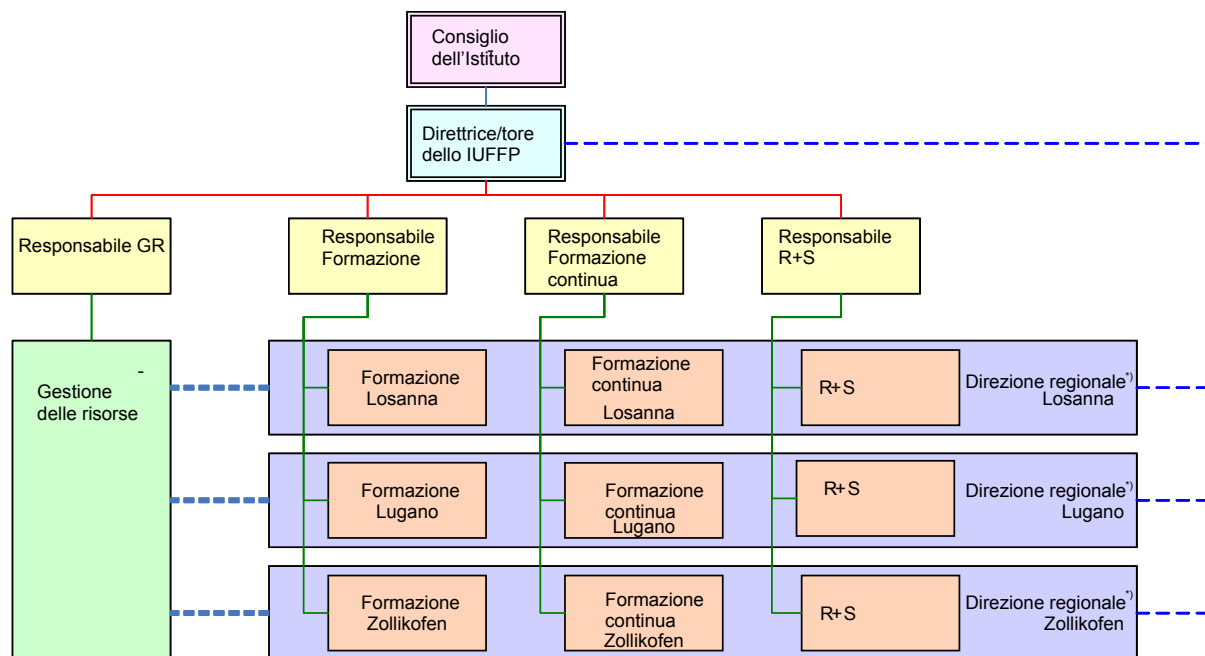 Consiglio
dell'Istituto
Direttrice/tore
dello IUFFP
Responsabile GR
Responsabile
Formazione
Responsabile
Formazione
continua
Responsabile
R+S
-
Gestione
delle risorse
Formazione
Losanna
Formazione
continua
Losanna
R+S
Direzione regionale*)
Losanna
Formazione
Lugano
Formazione
continua
Lugano
R+S
Direzione regionale*)
Lugano
Formazione
Zollikofen
Formazione
continua
Zollikofen
R+S
Direzione regionale*)
Zollikofen